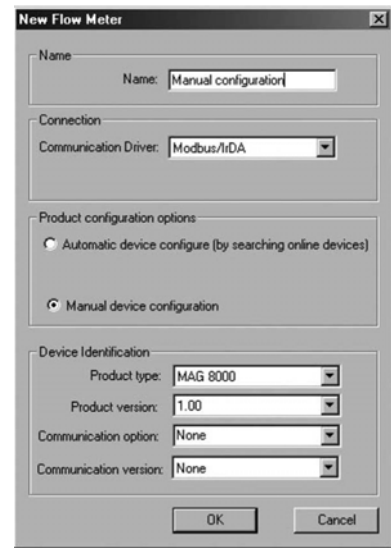 New Flow Meter
Name
Name: Manual configuration
Connection
Communication Driver: Modbus/IrDA
Product configuration options
Automatic device configure (by searching online devices)
Manual device configuration
Device Identification
Product type: MAG 8000
Product version: 1.00
Communication option: None
Communication version: None
OK Cancel